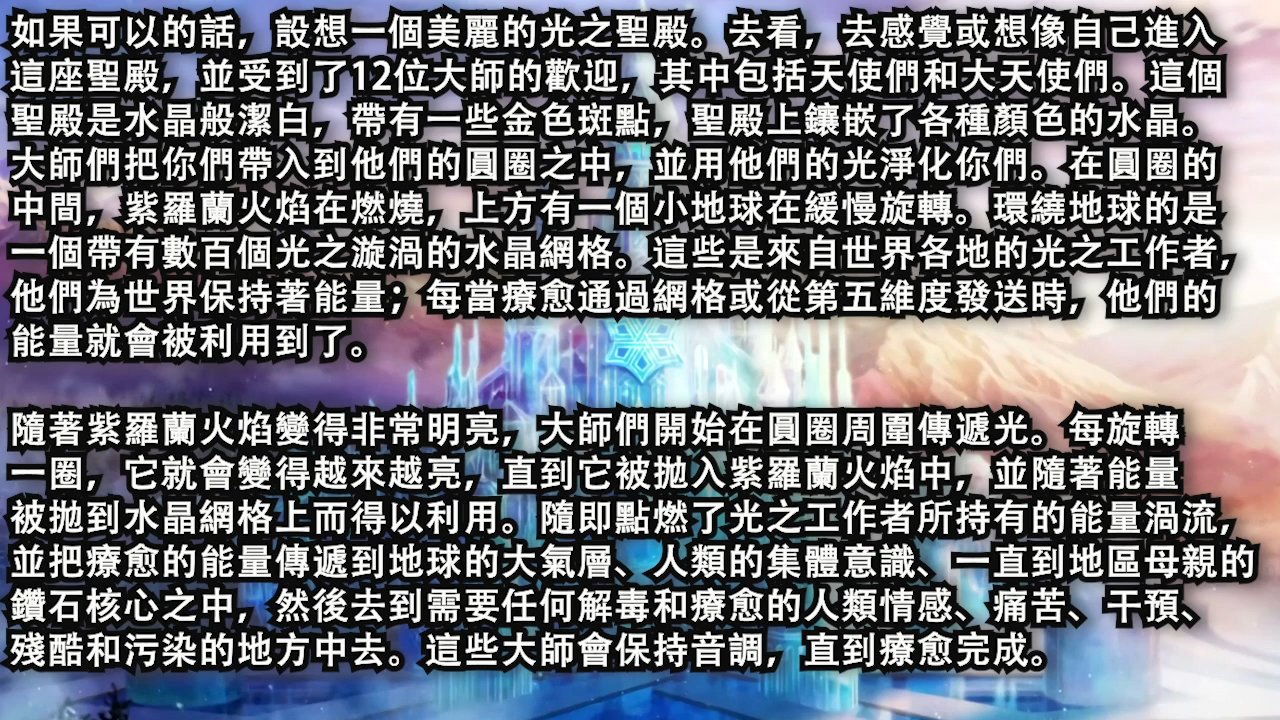 如果可以的話，設想一個美麗的光之聖殿。去看，去感覺或想像自己進入
這座聖殿，並受到了12位大師的歡迎，其中包括天使們和大天使們。這個
聖殿是水晶般潔白，帶有一些金色斑點，聖殿上鑲嵌了各種顏色的水晶。
大師們把你們帶入到他們的圓圈之中，並用他們的光淨化你們。在圓圈的
中間，紫羅蘭火焰在燃燒，上方有一個小地球在緩慢旋轉。環繞地球的是
一個帶有數百個光之漩渦的水晶網格。這些是來自世界各地的光之工作者，
他們為世界保持著能量；每當療愈通過網格或從第五維度發送時，他們的
能量就會被利用到了。
隨著紫羅蘭火焰變得非常明亮，大師們開始在圓圈周圍傳遞光。每旋轉
一圈，它就會變得越來越亮，直到它被拋入紫羅蘭火焰中，並隨著能量
被拋到水晶網格上而得以利用。隨即點燃了光之工作者所持有的能量渦流，
並把療愈的能量傳遞到地球的大氣層、人類的集體意識、一直到地區母親的
鑽石核心之中，然後去到需要任何解毒和療愈的人類情感、痛苦、干預、
殘酷和污染的地方中去。這些大師會保持音調，直到療愈完成。